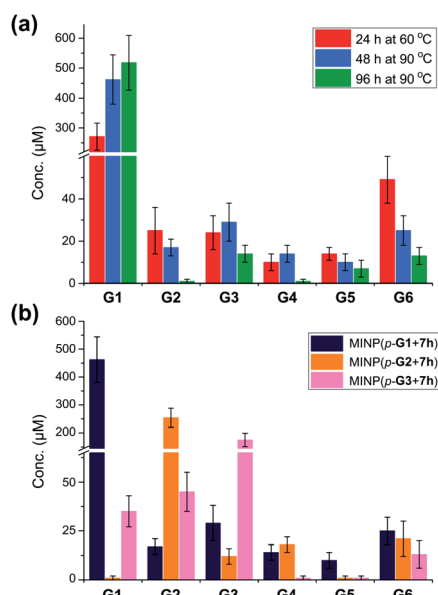 (a)
24 h at 60 °C
48 h at 90 °C
96 h at 90 °C
600
500
400
300
40
20
0
Conc. (μM)
G1 G2 G3 G4 G5 G6
(b)
MINP(p-G1+7h)
MINP(p-G2+7h)
MINP(p-G3+7h)
600
500
400
300
200
50
25
0
Conc. (μM)
G1 G2 G3 G4 G5 G6